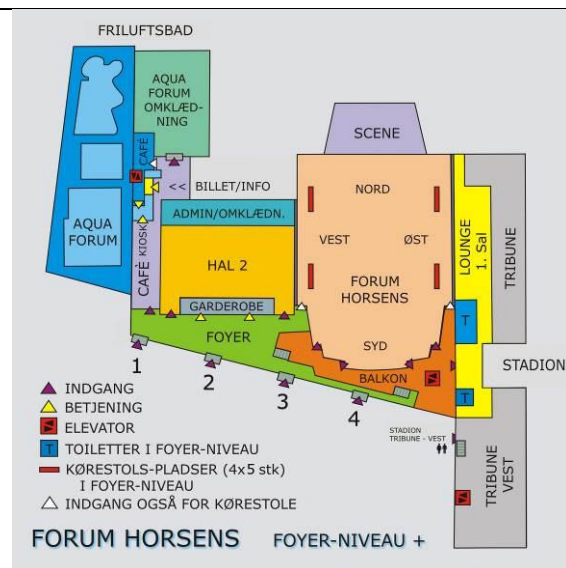 FRILUFTSBAD
AQUA
FORUM
OMKLÆD-
NING
CAFÉ
SCENE
<< BILLET/INFO
NORD
ADMIN/OMKLÆDN.
AQUA
FORUM
CAFÈ KIOSK
HAL 2
VEST ØST
LOUNGE
1. Sal
TRIBUNE
FORUM
HORSENS
GARDEROBE
FOYER
SYD
BALKON
T
T
STADION
1
2
3
4
STADION
TRIBUNE - VEST
TRIBUNE
VEST
INDGANG
BETJENING
ELEVATOR
T TOILETTER I FOYER-NIVEAU
KØRESTOLS-PLADSER (4x5 stk)
I FOYER-NIVEAU
INDGANG OGSÅ FOR KØRESTOLE
FORUM HORSENS FOYER-NIVEAU +